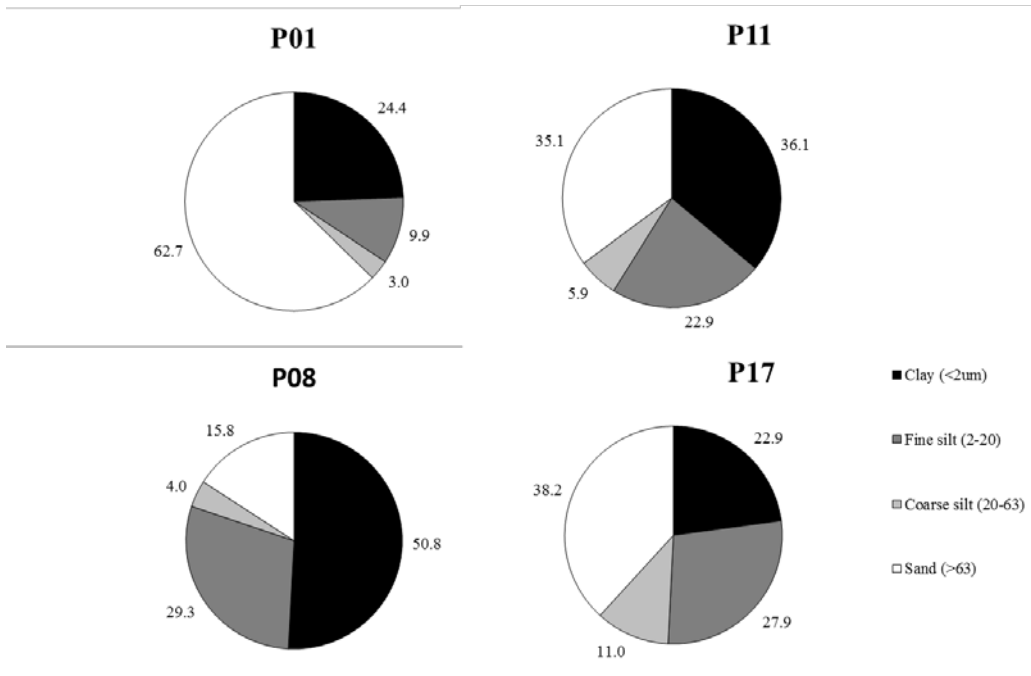 P01
24.4
9.9
3.0
62.7
P11
36.1
22.9
5.9
35.1
P08
50.8
29.3
4.0
15.8
P17
22.9
27.9
11.0
38.2
Clay (<2um)
Fine silt (2-20)
Coarse silt (20-63)
Sand (>63)